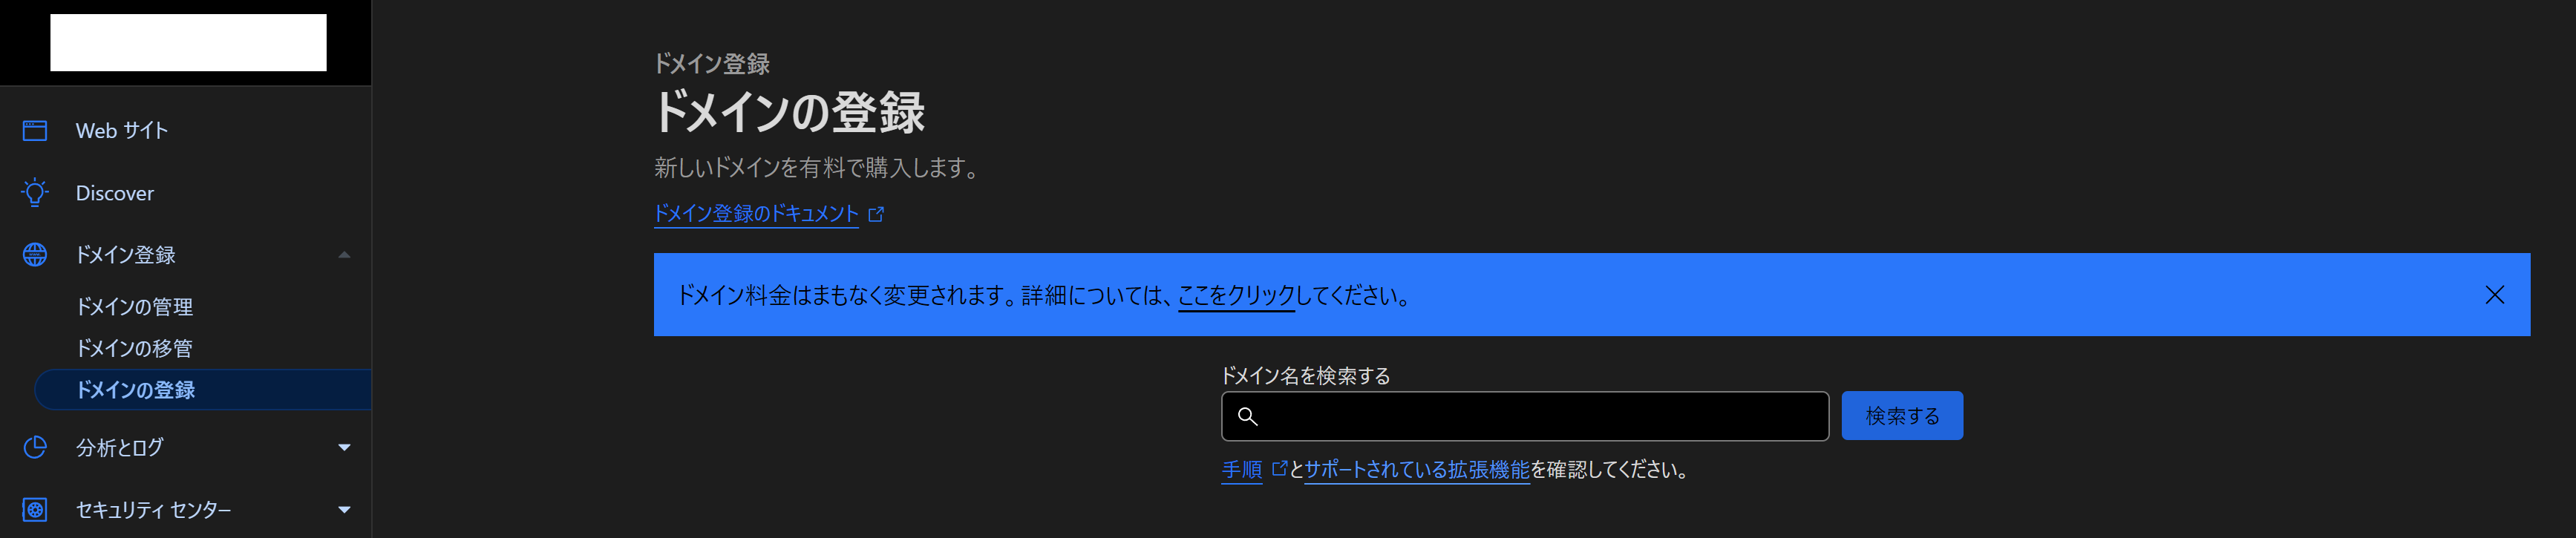 Web サイト
Discover
ドメイン登録
ドメインの管理
ドメインの移管
ドメインの登録
分析とログ
セキュリティ センター
ドメイン登録
ドメインの登録
新しいドメインを有料で購入します。
ドメイン登録のドキュメント
ドメイン料金はまもなく変更されます。詳細については、ここをクリックしてください。
ドメイン名を検索する
検索する
手順とサポートされている拡張機能を確認してください。